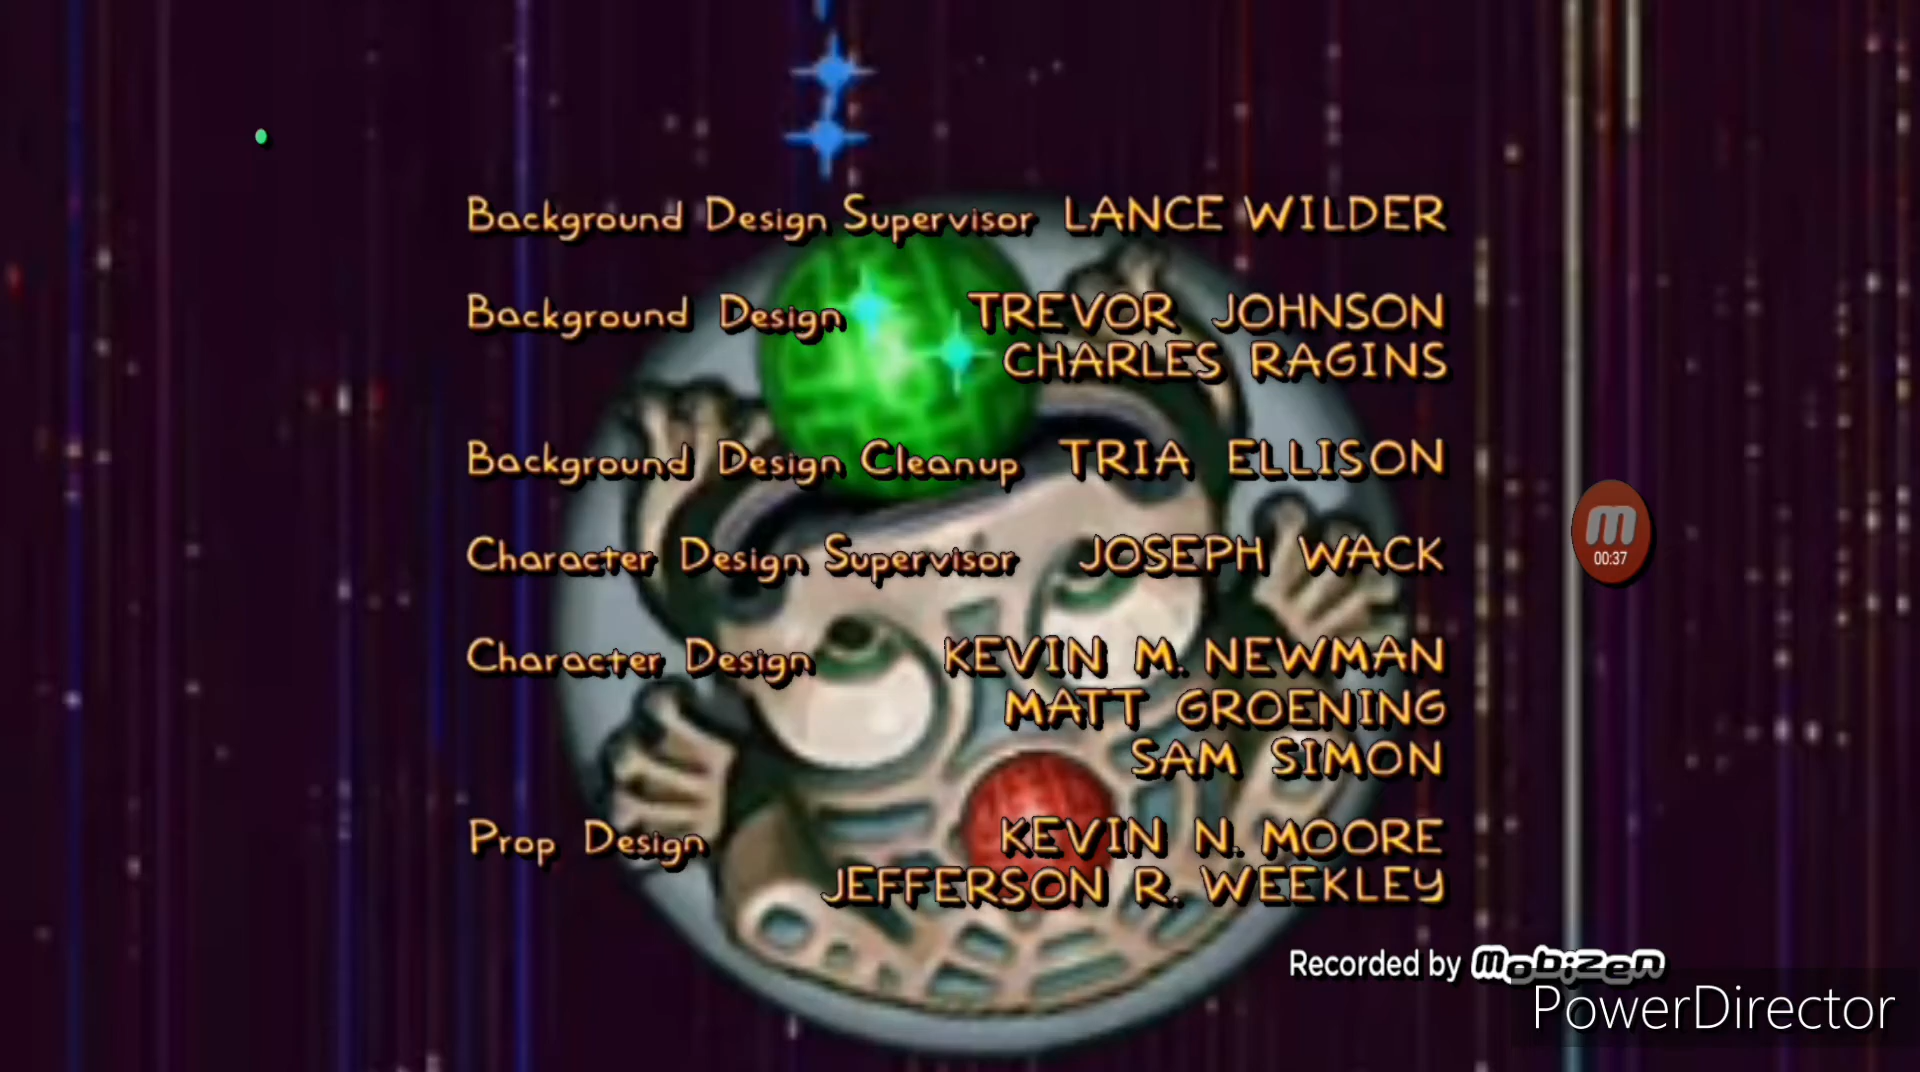 Background Design Supervisor LANCE WILDER
Background Design TREVOR JOHNSON
CHARLES RAGINS
Background Design Cleanup TRIA ELLISON
Character Design Supervisor JOSEPH WACK
Character Design KEVIN M. NEWMAN
MATT GROENING
SAM SIMON
Prop Design KEVIN N. MOORE
JEFFERSON R. WEEKLEY
m
00:37
Recorded by mobizen
PowerDirector